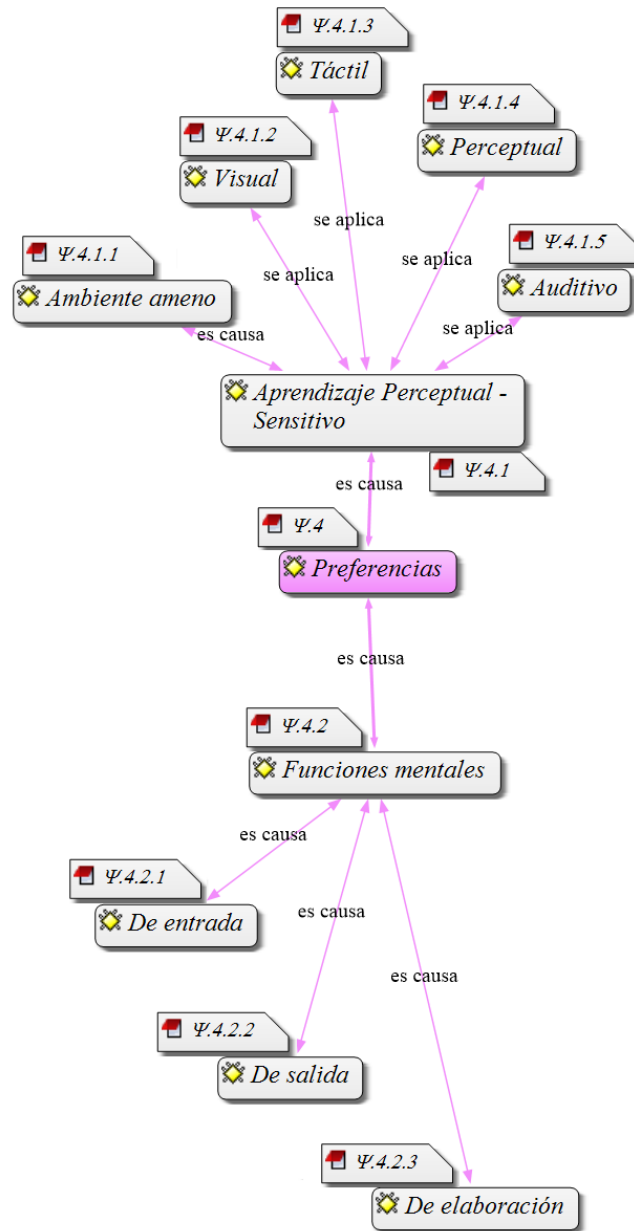 Ψ.4.1.3
Táctil
Ψ.4.1.4
Perceptual
Ψ.4.1.2
Visual
se aplica
se aplica
se aplica
Ψ.4.1.1
Ambiente ameno
Ψ.4.1.5
Auditivo
es causa
se aplica
Aprendizaje Perceptual -
Sensitivo
Ψ.4.1
es causa
Ψ.4
Preferencias
es causa
Ψ.4.2
Funciones mentales
es causa
Ψ.4.2.1
De entrada
es causa
es causa
Ψ.4.2.2
De salida
Ψ.4.2.3
De elaboración